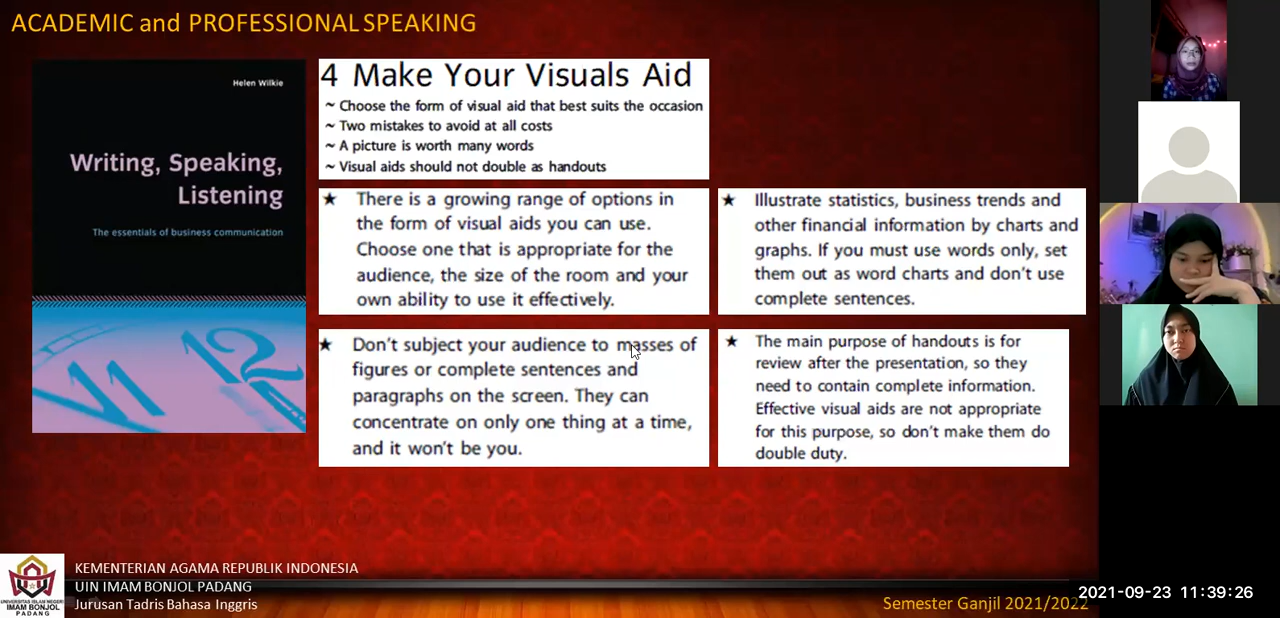 ACADEMIC and PROFESSIONAL SPEAKING
Helen Wilkie
Writing, Speaking,
Listening
The essentials of business communication
11
12
4 Make Your Visuals Aid
~ Choose the form of visual aid that best suits the occasion
~ Two mistakes to avoid at all costs
~ A picture is worth many words
~ Visual aids should not double as handouts
★ There is a growing range of options in
the form of visual aids you can use.
Choose one that is appropriate for the
audience, the size of the room and your
own ability to use it effectively.
★ Illustrate statistics, business trends and
other financial information by charts and
graphs. If you must use words only, set
them out as word charts and don't use
complete sentences.
★ Don't subject your audience to masses of
figures or complete sentences and
paragraphs on the screen. They can
concentrate on only one thing at a time,
and it won't be you.
★ The main purpose of handouts is for
review after the presentation, so they
need to contain complete information.
Effective visual aids are not appropriate
for this purpose, so don't make them do
double duty.
UNIVERSITAS ISLAM NEGERI
IMAM BONJOL
PADANG
KEMENTERIAN AGAMA REPUBLIK INDONESIA
UIN IMAM BONJOL PADANG
Jurusan Tadris Bahasa Inggris
Semester Ganjil 2021/2022
2021-09-23 11:39:26